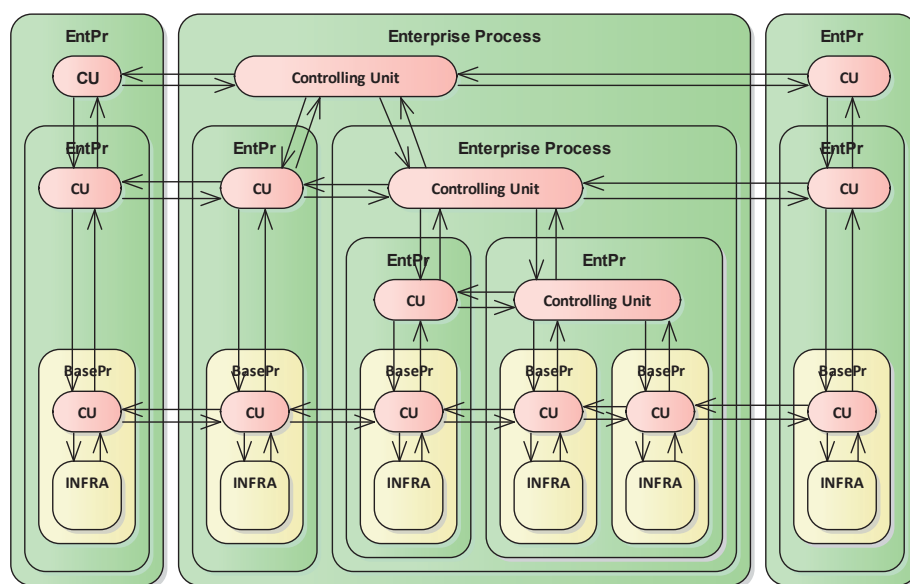 EntPr
Enterprise Process
EntPr
CU
Controlling Unit
CU
EntPr
EntPr
Enterprise Process
EntPr
CU
CU
Controlling Unit
CU
EntPr
EntPr
CU
Controlling Unit
BasePr
BasePr
BasePr
BasePr
BasePr
BasePr
CU
CU
CU
CU
CU
CU
INFRA
INFRA
INFRA
INFRA
INFRA
INFRA